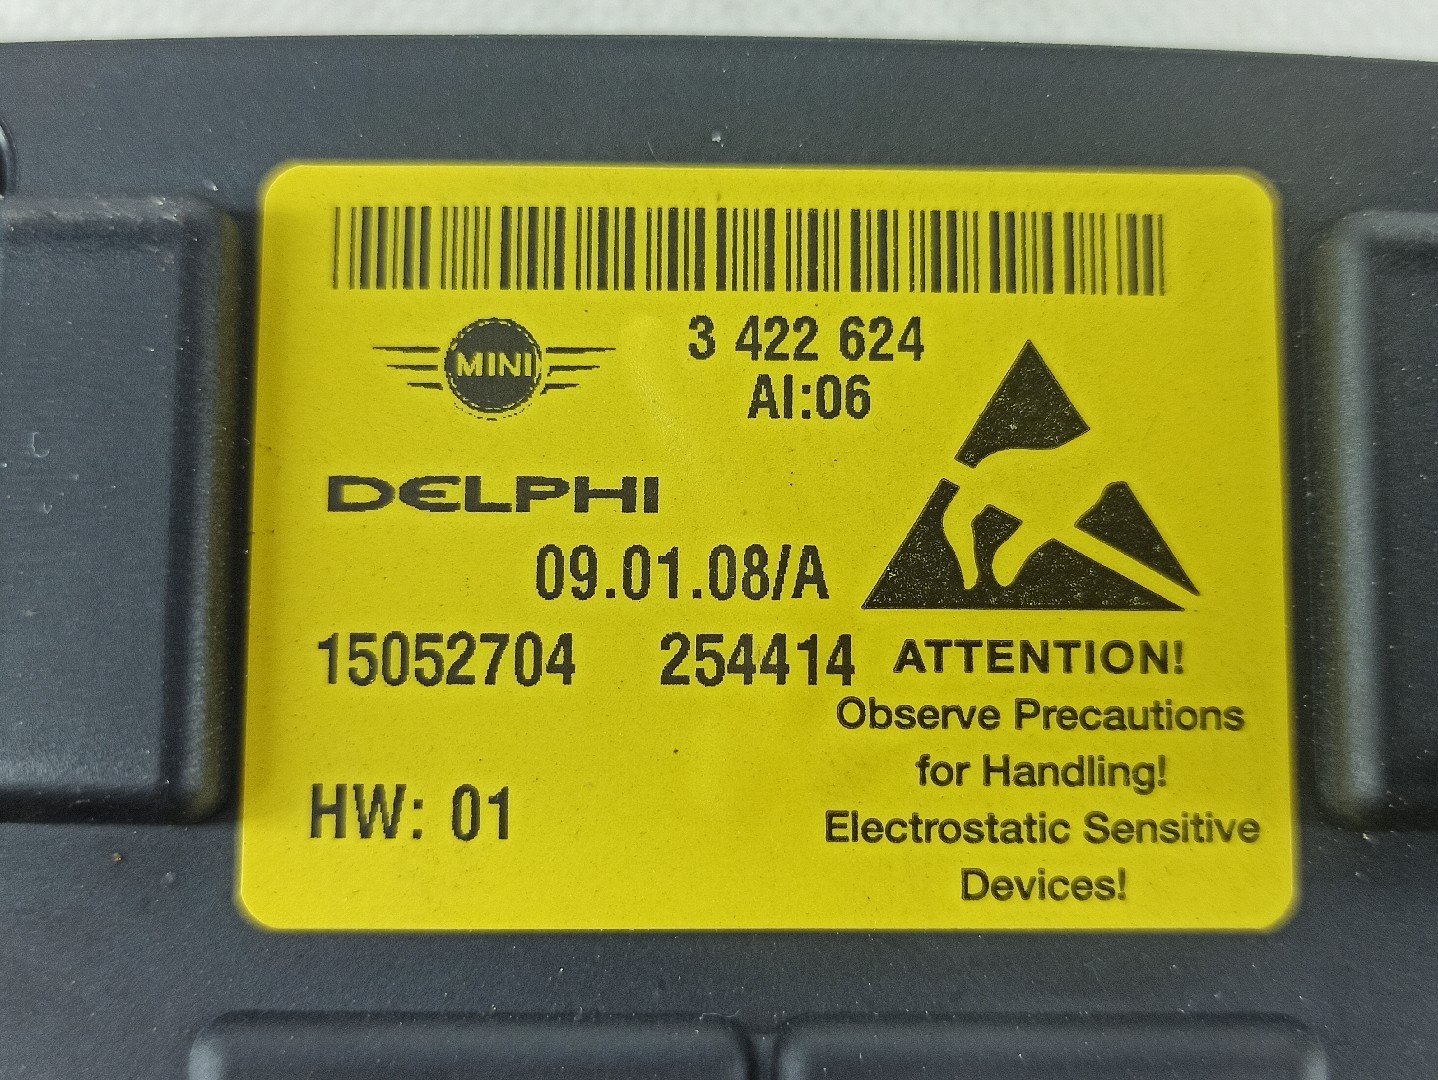 MINI
3 422 624
AI:06
DELPHI
09.01.08/A
15052704 254414
HW: 01
ATTENTION!
Observe Precautions
for Handling!
Electrostatic Sensitive
Devices!